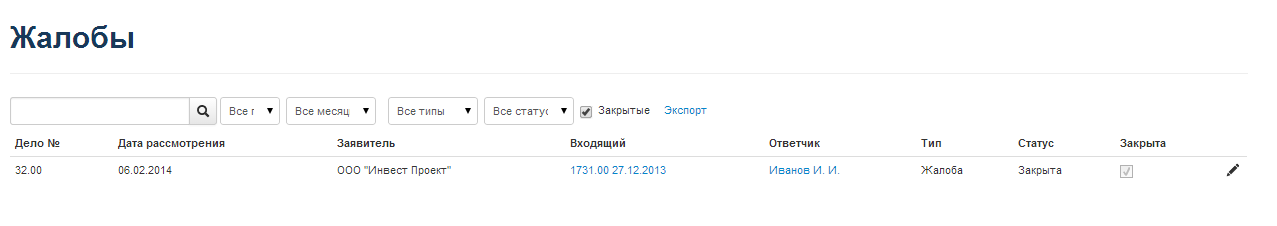 Жалобы
Все г Все месяц Все типы Все статус Закрытые Экспорт
Дело № Дата рассмотрения Заявитель Входящий Ответчик Тип Статус Закрыта
32.00 06.02.2014 ООО "Инвест Проект" 1731.00 27.12.2013 Иванов И. И. Жалоба Закрыта